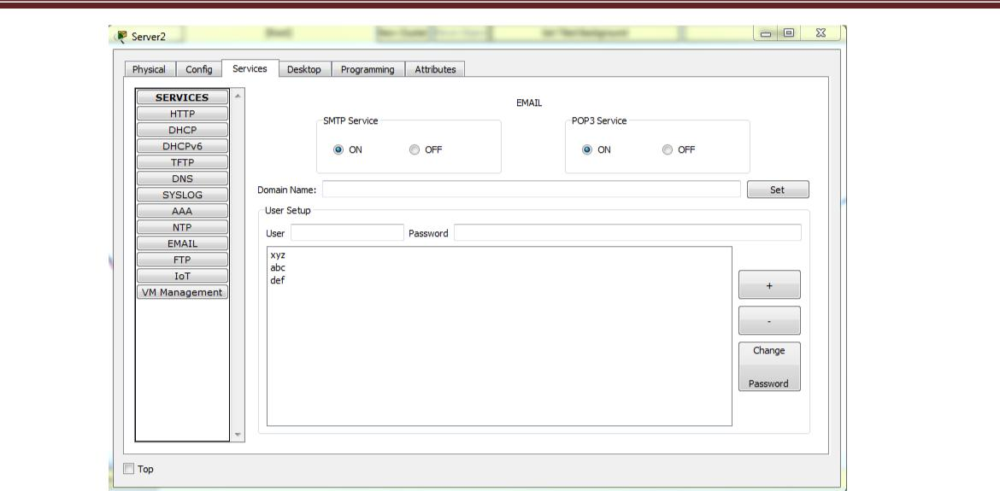 Server2
Physical Config Services Desktop Programming Attributes
SERVICES
HTTP
DHCP
DHCPv6
TFTP
DNS
SYSLOG
AAA
NTP
EMAIL
FTP
IoT
VM Management
EMAIL
SMTP Service
ON OFF
POP3 Service
ON OFF
Domain Name: Set
User Setup
User Password
xyz
abc
def
+
-
Change
Password
Top